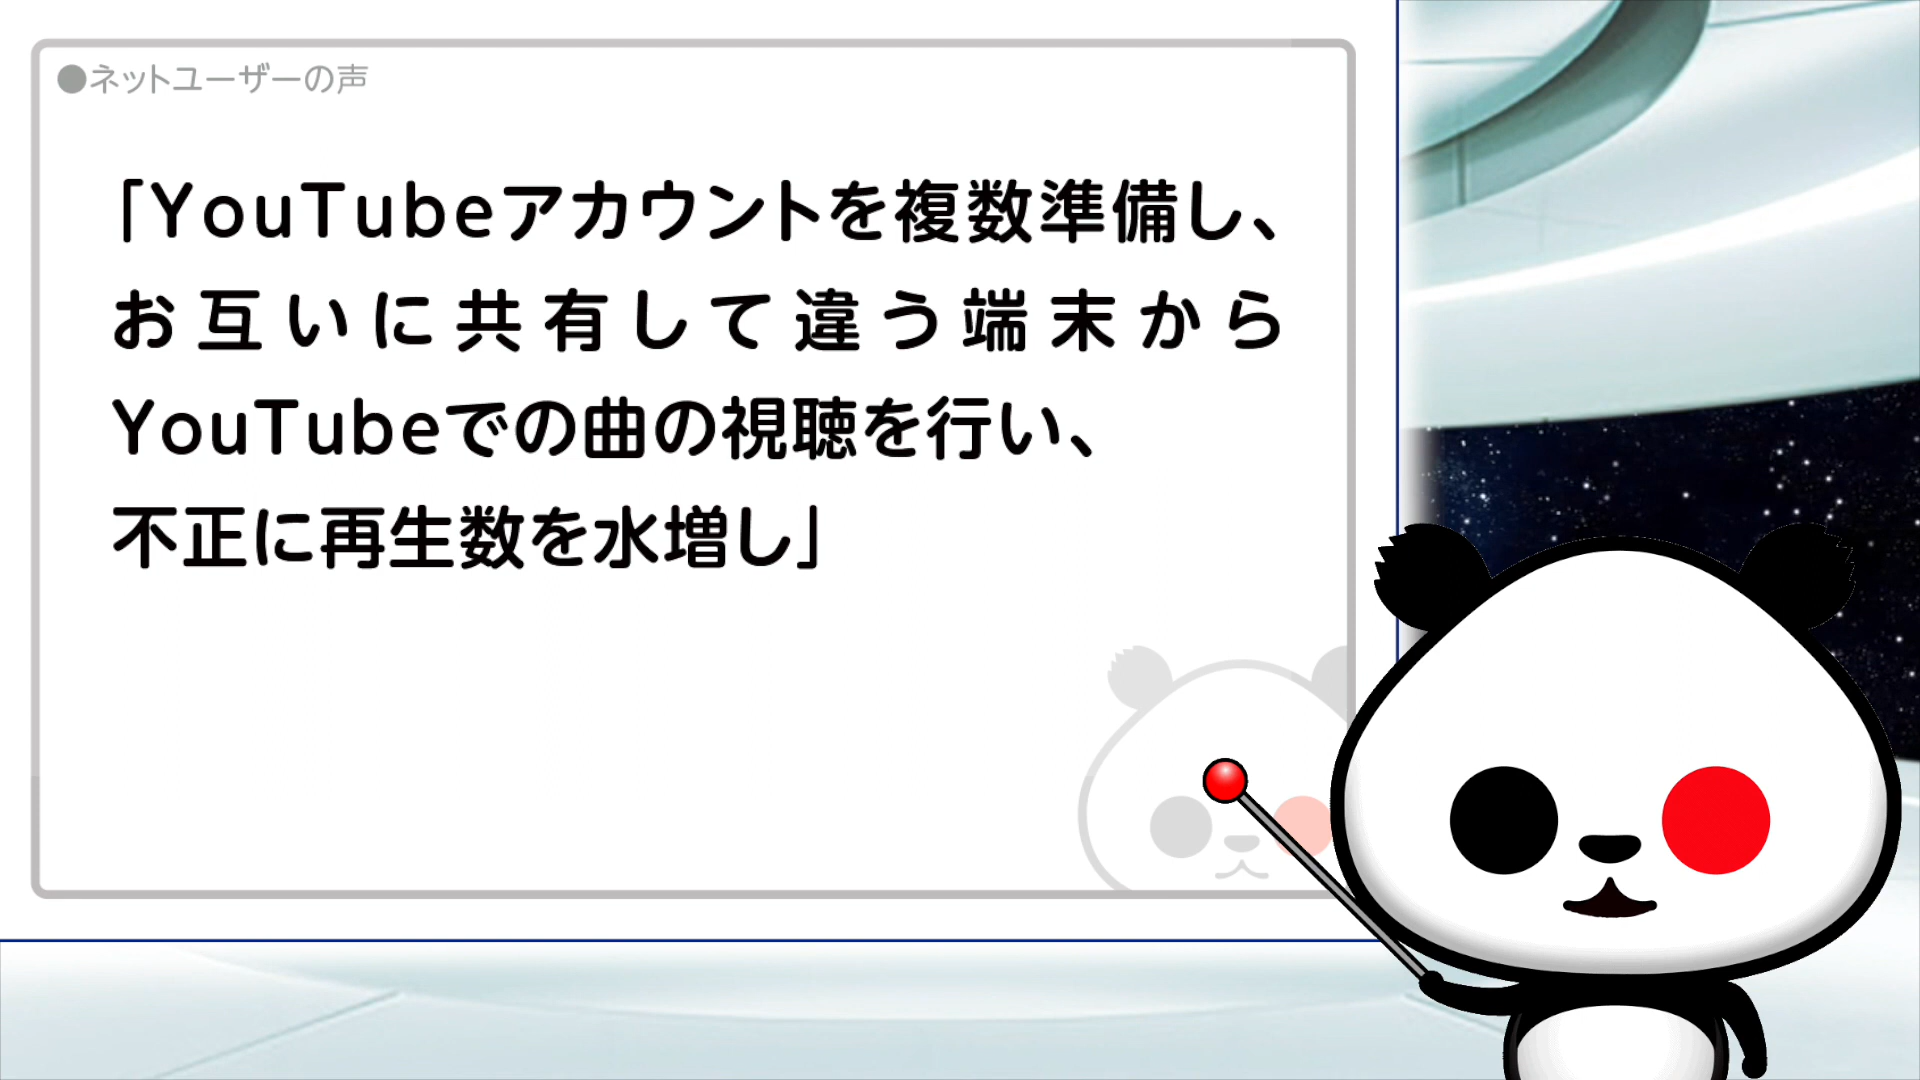 ●ネットユーザーの声
「YouTubeアカウントを複数準備し、
お互いに共有して違う端末から
YouTubeでの曲の視聴を行い、
不正に再生数を水増し」